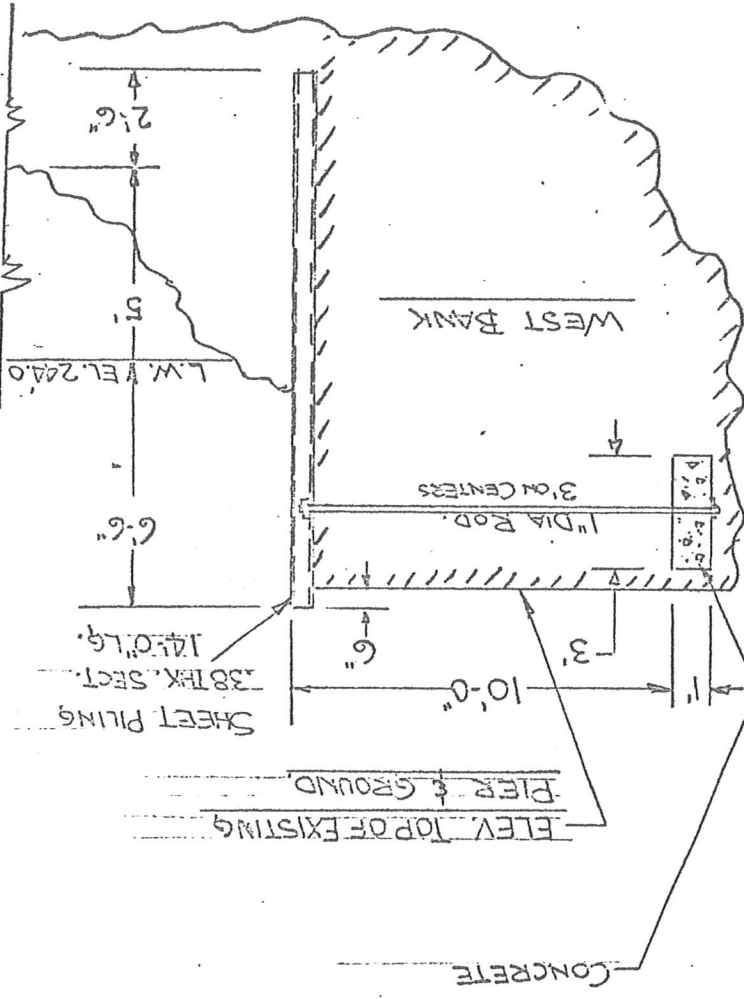 CONCRETE
ELEV. TOP OF EXISTING
PIER & GROUND
SHEET PILING
.38 THK. SECT.
14'-0" LG.
1'
10'-0"
3'
6"
1" DIA ROD.
3' ON CENTERS
6'-6"
L.W. EL. 244.0
WEST BANK
5'
2'-6"